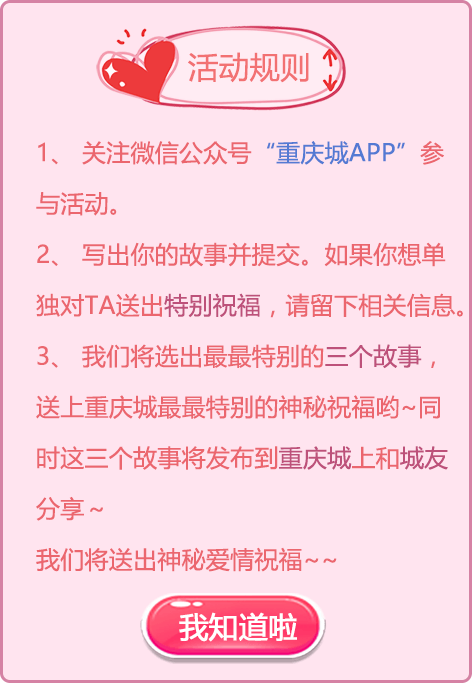 活动规则
1、 关注微信公众号“重庆城APP”参
与活动。
2、 写出你的故事并提交。如果你想单
独对TA送出特别祝福，请留下相关信息。
3、 我们将选出最最特别的三个故事，
送上重庆城最最特别的神秘祝福哟~同
时这三个故事将发布到重庆城上和城友
分享～
我们将送出神秘爱情祝福~~
我知道啦